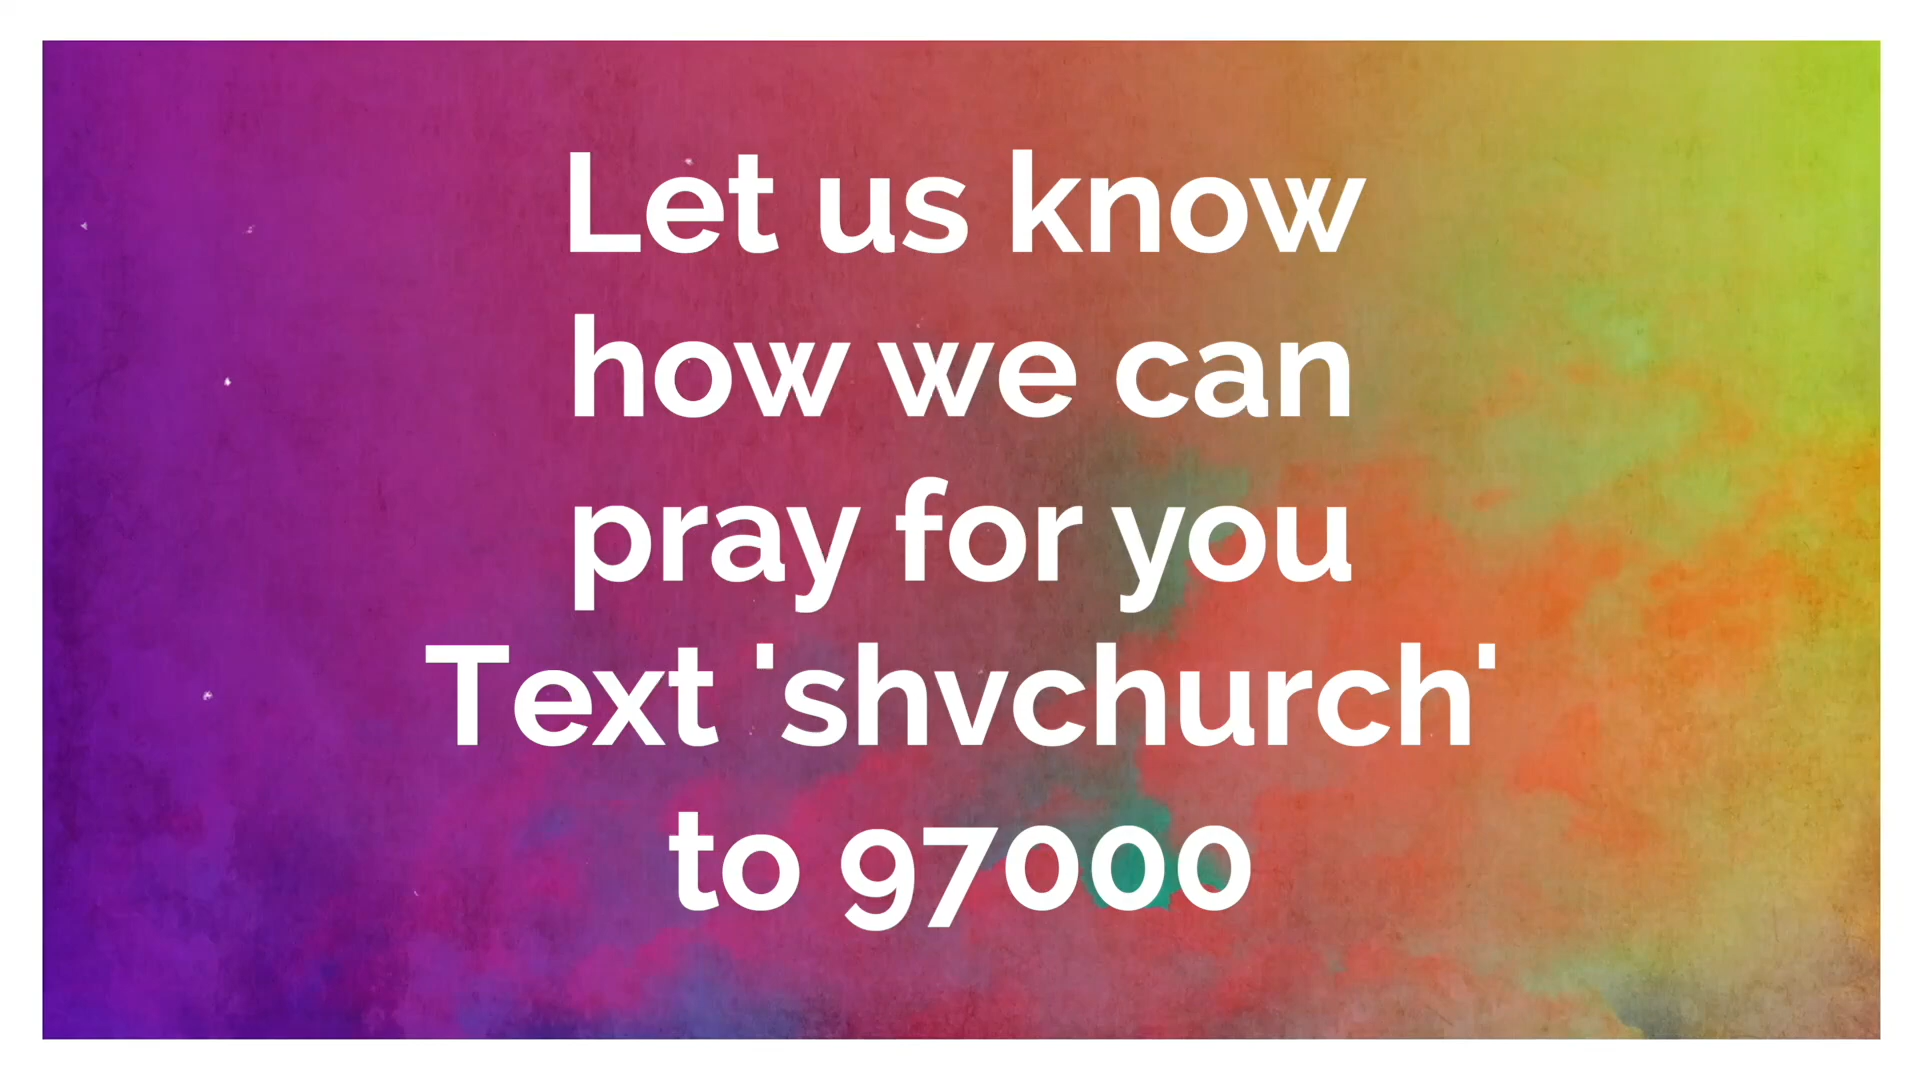 Let us know
how we can
pray for you
Text 'shvchurch'
to 97000